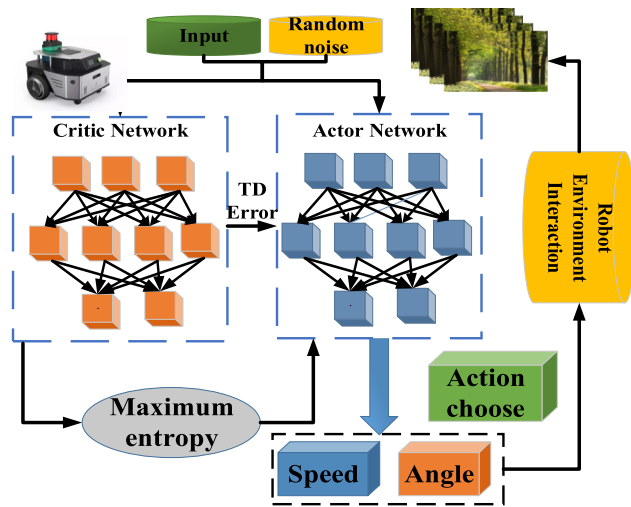 Input
Random
noise
Critic Network
Actor Network
TD
Error
Robot
Environment
Interaction
Maximum
entropy
Action
choose
Speed
Angle